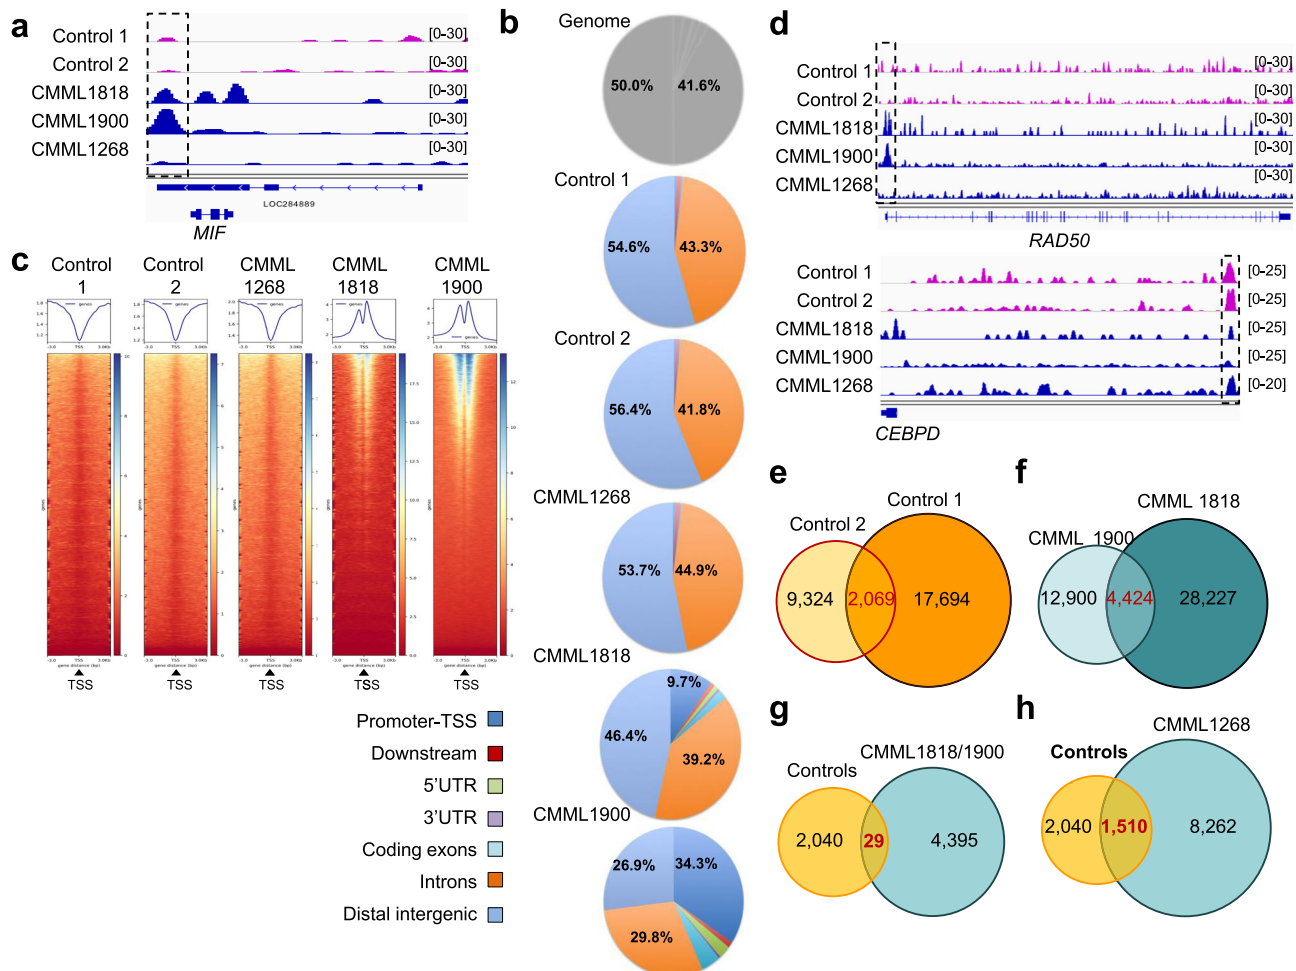 a
Control 1
[0-30]
Control 2
[0-30]
CMML1818
[0-30]
CMML1900
[0-30]
CMML1268
[0-30]
LOC284889
MIF
b
Genome
50.0%
41.6%
Control 1
54.6%
43.3%
Control 2
56.4%
41.8%
CMML1268
53.7%
44.9%
CMML1818
9.7%
46.4%
39.2%
CMML1900
26.9%
34.3%
29.8%
c
Control
1
Control
2
CMML
1268
CMML
1818
CMML
1900
genes
TSS
gene distance (bp)
TSS
TSS
TSS
TSS
TSS
Promoter-TSS
Downstream
5'UTR
3'UTR
Coding exons
Introns
Distal intergenic
d
Control 1
[0-30]
Control 2
[0-30]
CMML1818
[0-30]
CMML1900
[0-30]
CMML1268
[0-30]
RAD50
Control 1
[0-25]
Control 2
[0-25]
CMML1818
[0-25]
CMML1900
[0-25]
CMML1268
[0-20]
CEBPD
e
Control 2
Control 1
9,324
2,069
17,694
f
CMML 1818
CMML 1900
12,900
4,424
28,227
g
Controls
CMML1818/1900
2,040
29
4,395
h
Controls
CMML1268
2,040
1,510
8,262